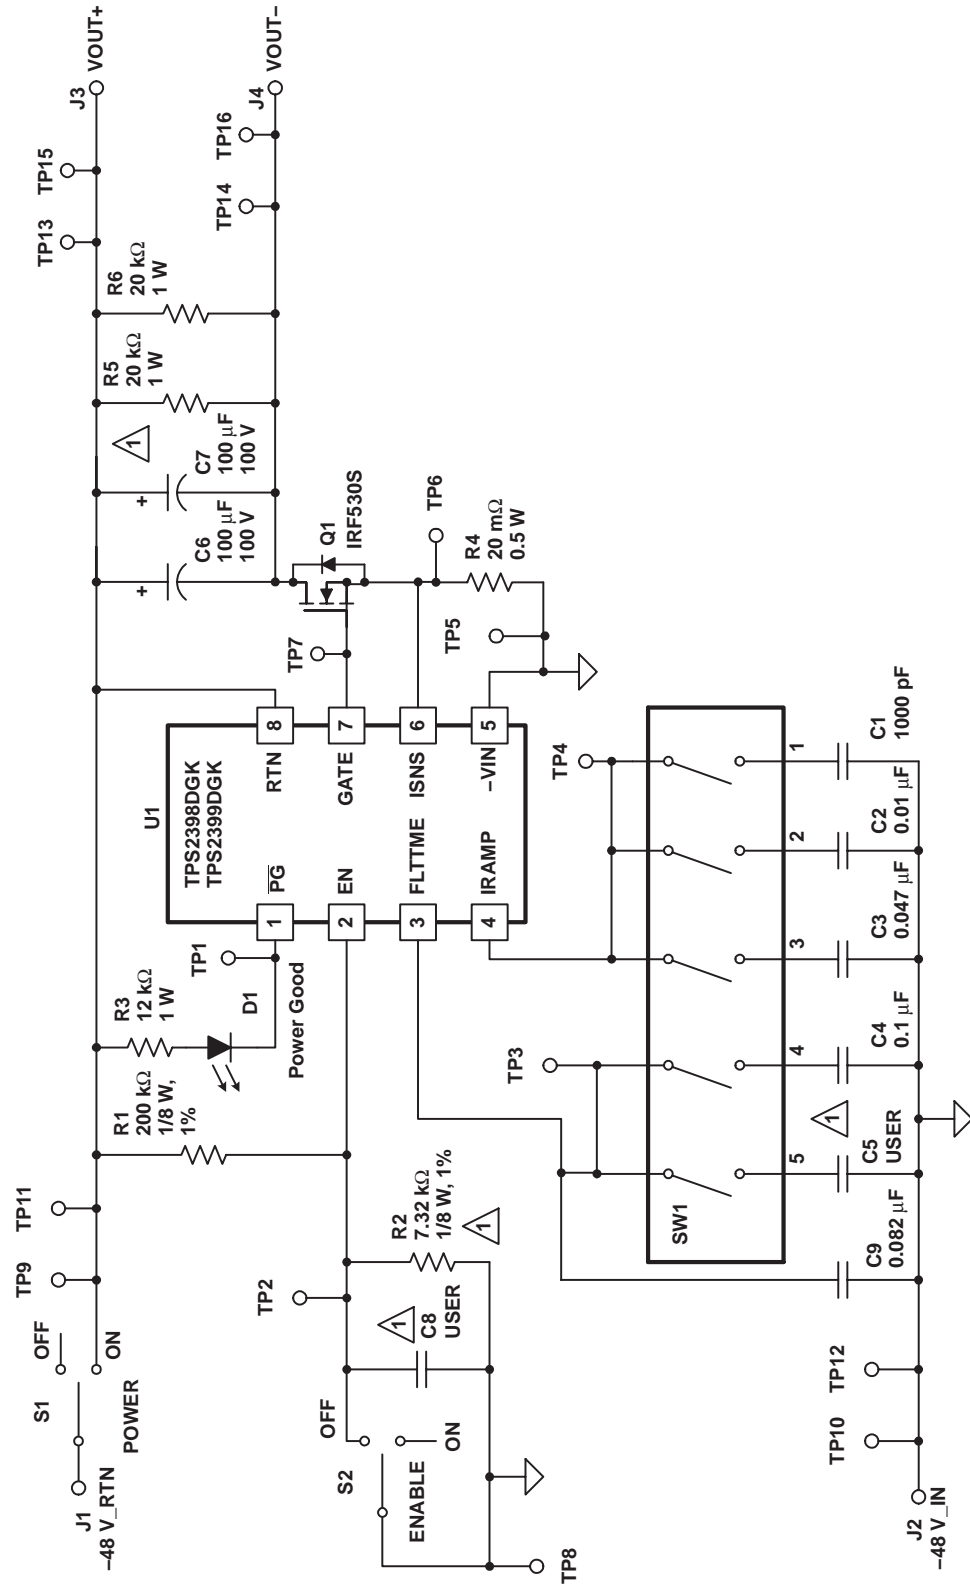 J1
–48 V_RTN
S1
OFF
ON
POWER
TP9
TP11
R1
200 kΩ
1/8 W,
1%
R3
12 kΩ
1 W
D1
Power Good
TP1
U1
TPS2398DGK
TPS2399DGK
1
PG
2
EN
3
FLTTME
4
IRAMP
8
RTN
7
GATE
6
ISNS
5
–VIN
TP7
Q1
IRF530S
+
C6
100 µF
100 V
+
C7
100 µF
100 V
1
R5
20 kΩ
1 W
R6
20 kΩ
1 W
TP13
TP15
J3
VOUT+
TP14
TP16
J4
VOUT–
TP6
TP5
R4
20 mΩ
0.5 W
S2
OFF
ON
ENABLE
TP8
TP2
1
C8
USER
R2
7.32 kΩ
1/8 W, 1%
1
TP3
TP4
SW1
5
4
3
2
1
J2
–48 V_IN
TP10
TP12
C9
0.082 µF
1
C5
USER
C4
0.1 µF
C3
0.047 µF
C2
0.01 µF
C1
1000 pF